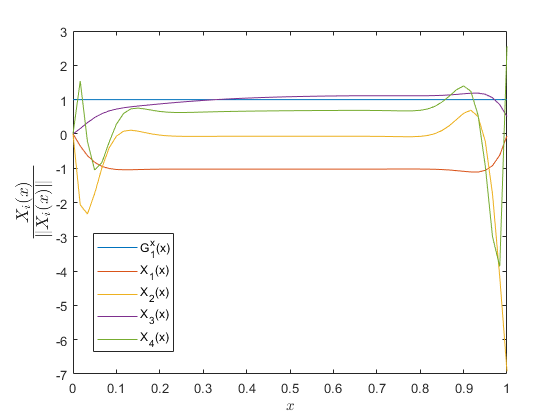 3
2
1
0
-1
-2
-3
-4
-5
-6
-7
0 0.1 0.2 0.3 0.4 0.5 0.6 0.7 0.8 0.9 1
x
X_i(x)
||X_i(x)||
G_1^x(x)
X_1(x)
X_2(x)
X_3(x)
X_4(x)